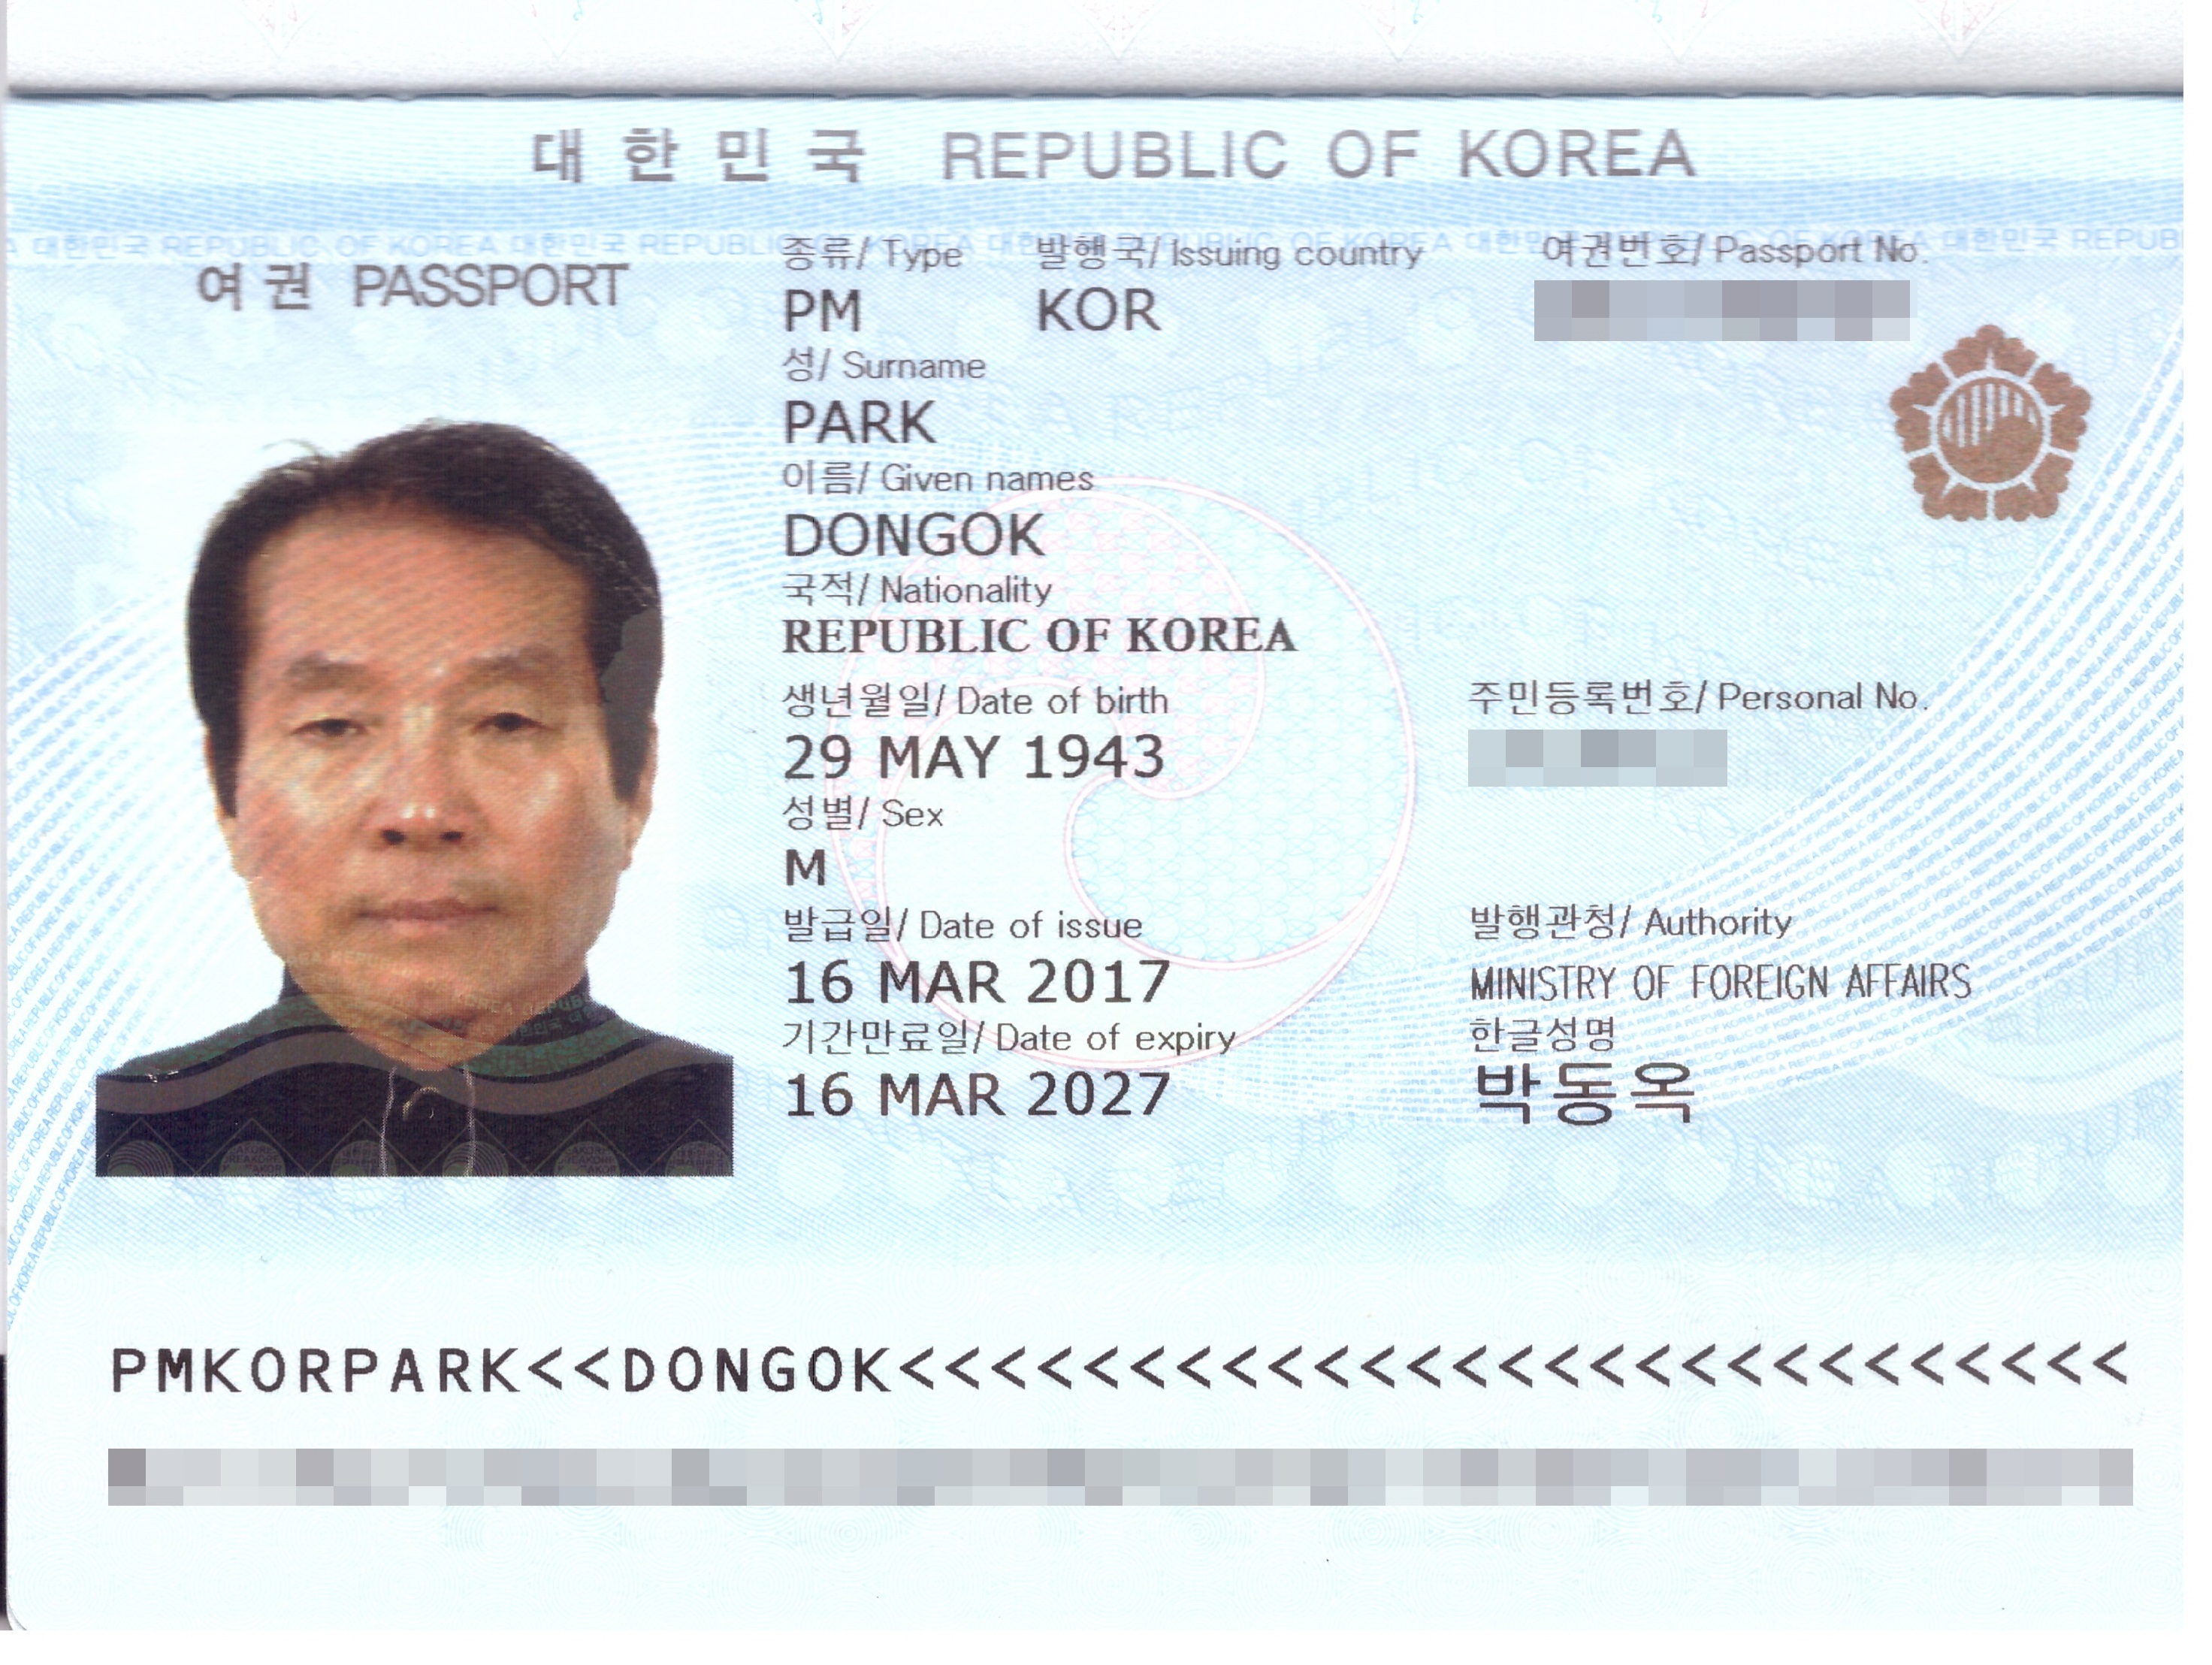 대한민국 REPUBLIC OF KOREA
여권 PASSPORT
종류/ Type 발행국/ Issuing country 여권번호/ Passport No.
PM KOR
성/ Surname
PARK
이름/ Given names
DONGOK
국적/ Nationality
REPUBLIC OF KOREA
생년월일/ Date of birth 주민등록번호/ Personal No.
29 MAY 1943
성별/ Sex
M
발급일/ Date of issue 발행관청/ Authority
16 MAR 2017 MINISTRY OF FOREIGN AFFAIRS
기간만료일/ Date of expiry 한글성명
16 MAR 2027 박동옥
PMKORPARK<<DONGOK<<<<<<<<<<<<<<<<<<<<<<<<<<<